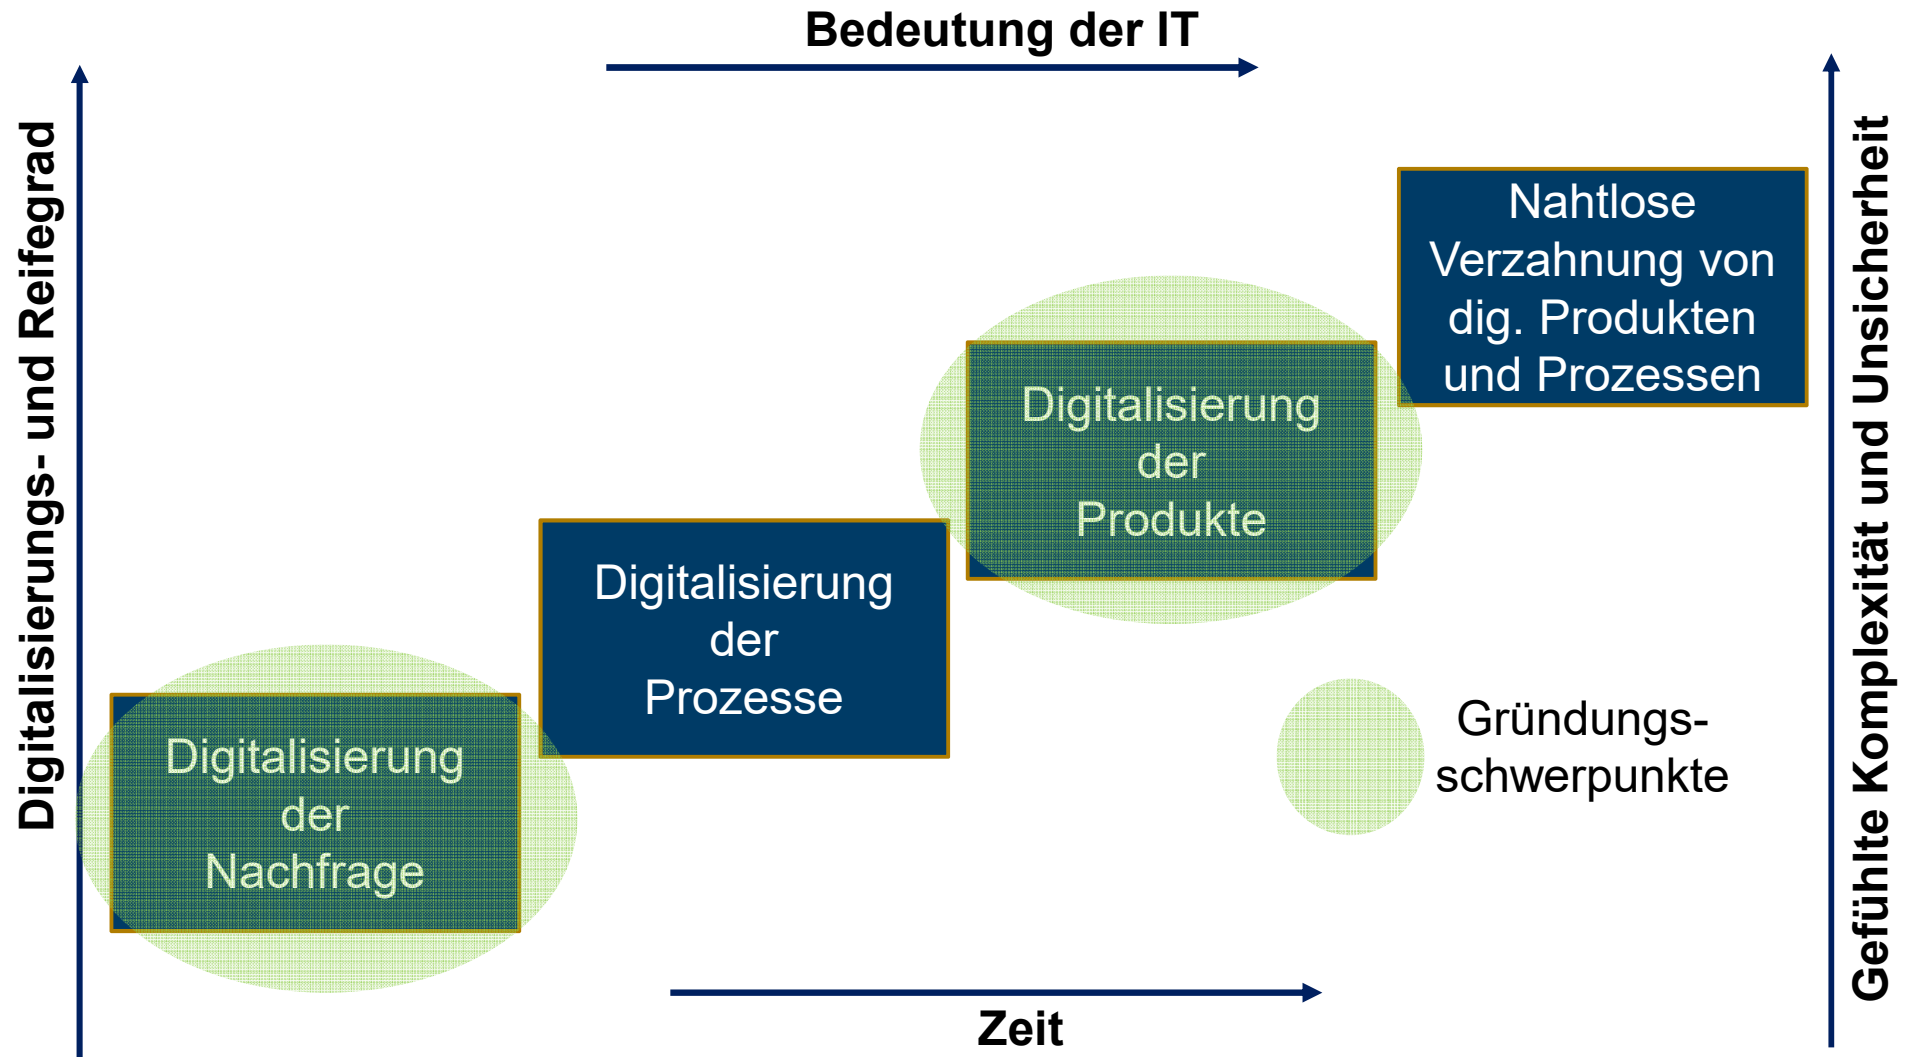 Bedeutung der IT
Digitalisierungs- und Reifegrad
Digitalisierung
der
Nachfrage
Digitalisierung
der
Prozesse
Digitalisierung
der
Produkte
Nahtlose
Verzahnung von
dig. Produkten
und Prozessen
Gründungs-
schwerpunkte
Gefühlte Komplexität und Unsicherheit
Zeit